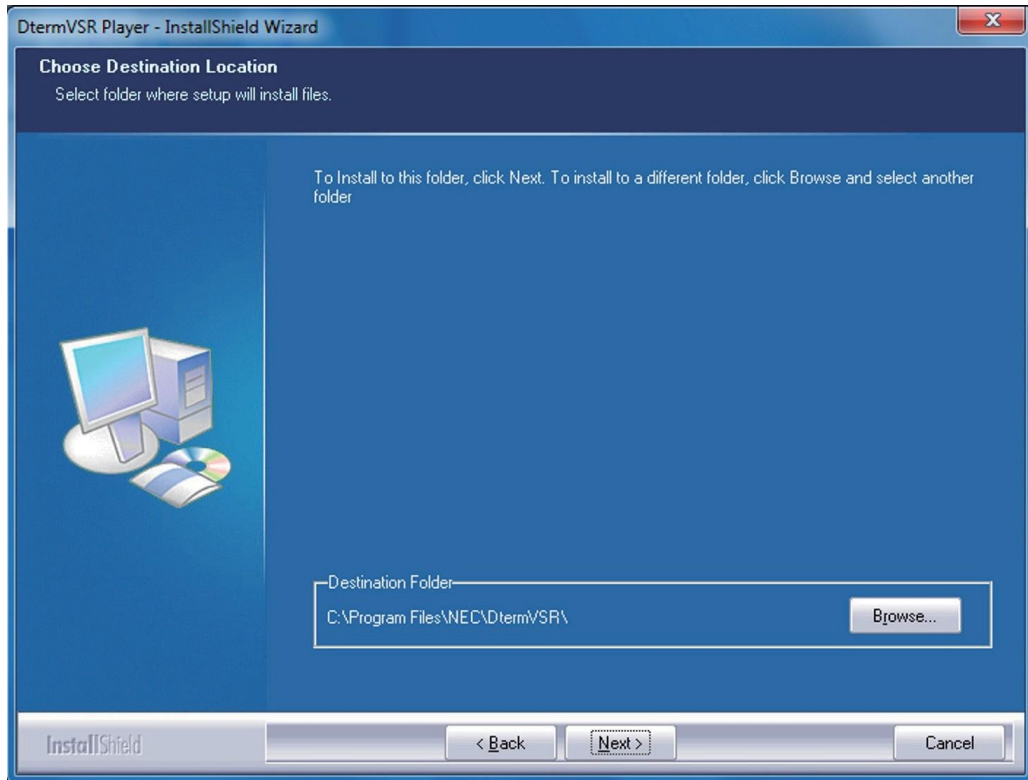 DtermVSR Player - InstallShield Wizard
Choose Destination Location
Select folder where setup will install files.
To Install to this folder, click Next. To install to a different folder, click Browse and select another
folder
Destination Folder
C:\Program Files\NEC\DtermVSR\
Browse...
InstallShield
< Back
Next >
Cancel